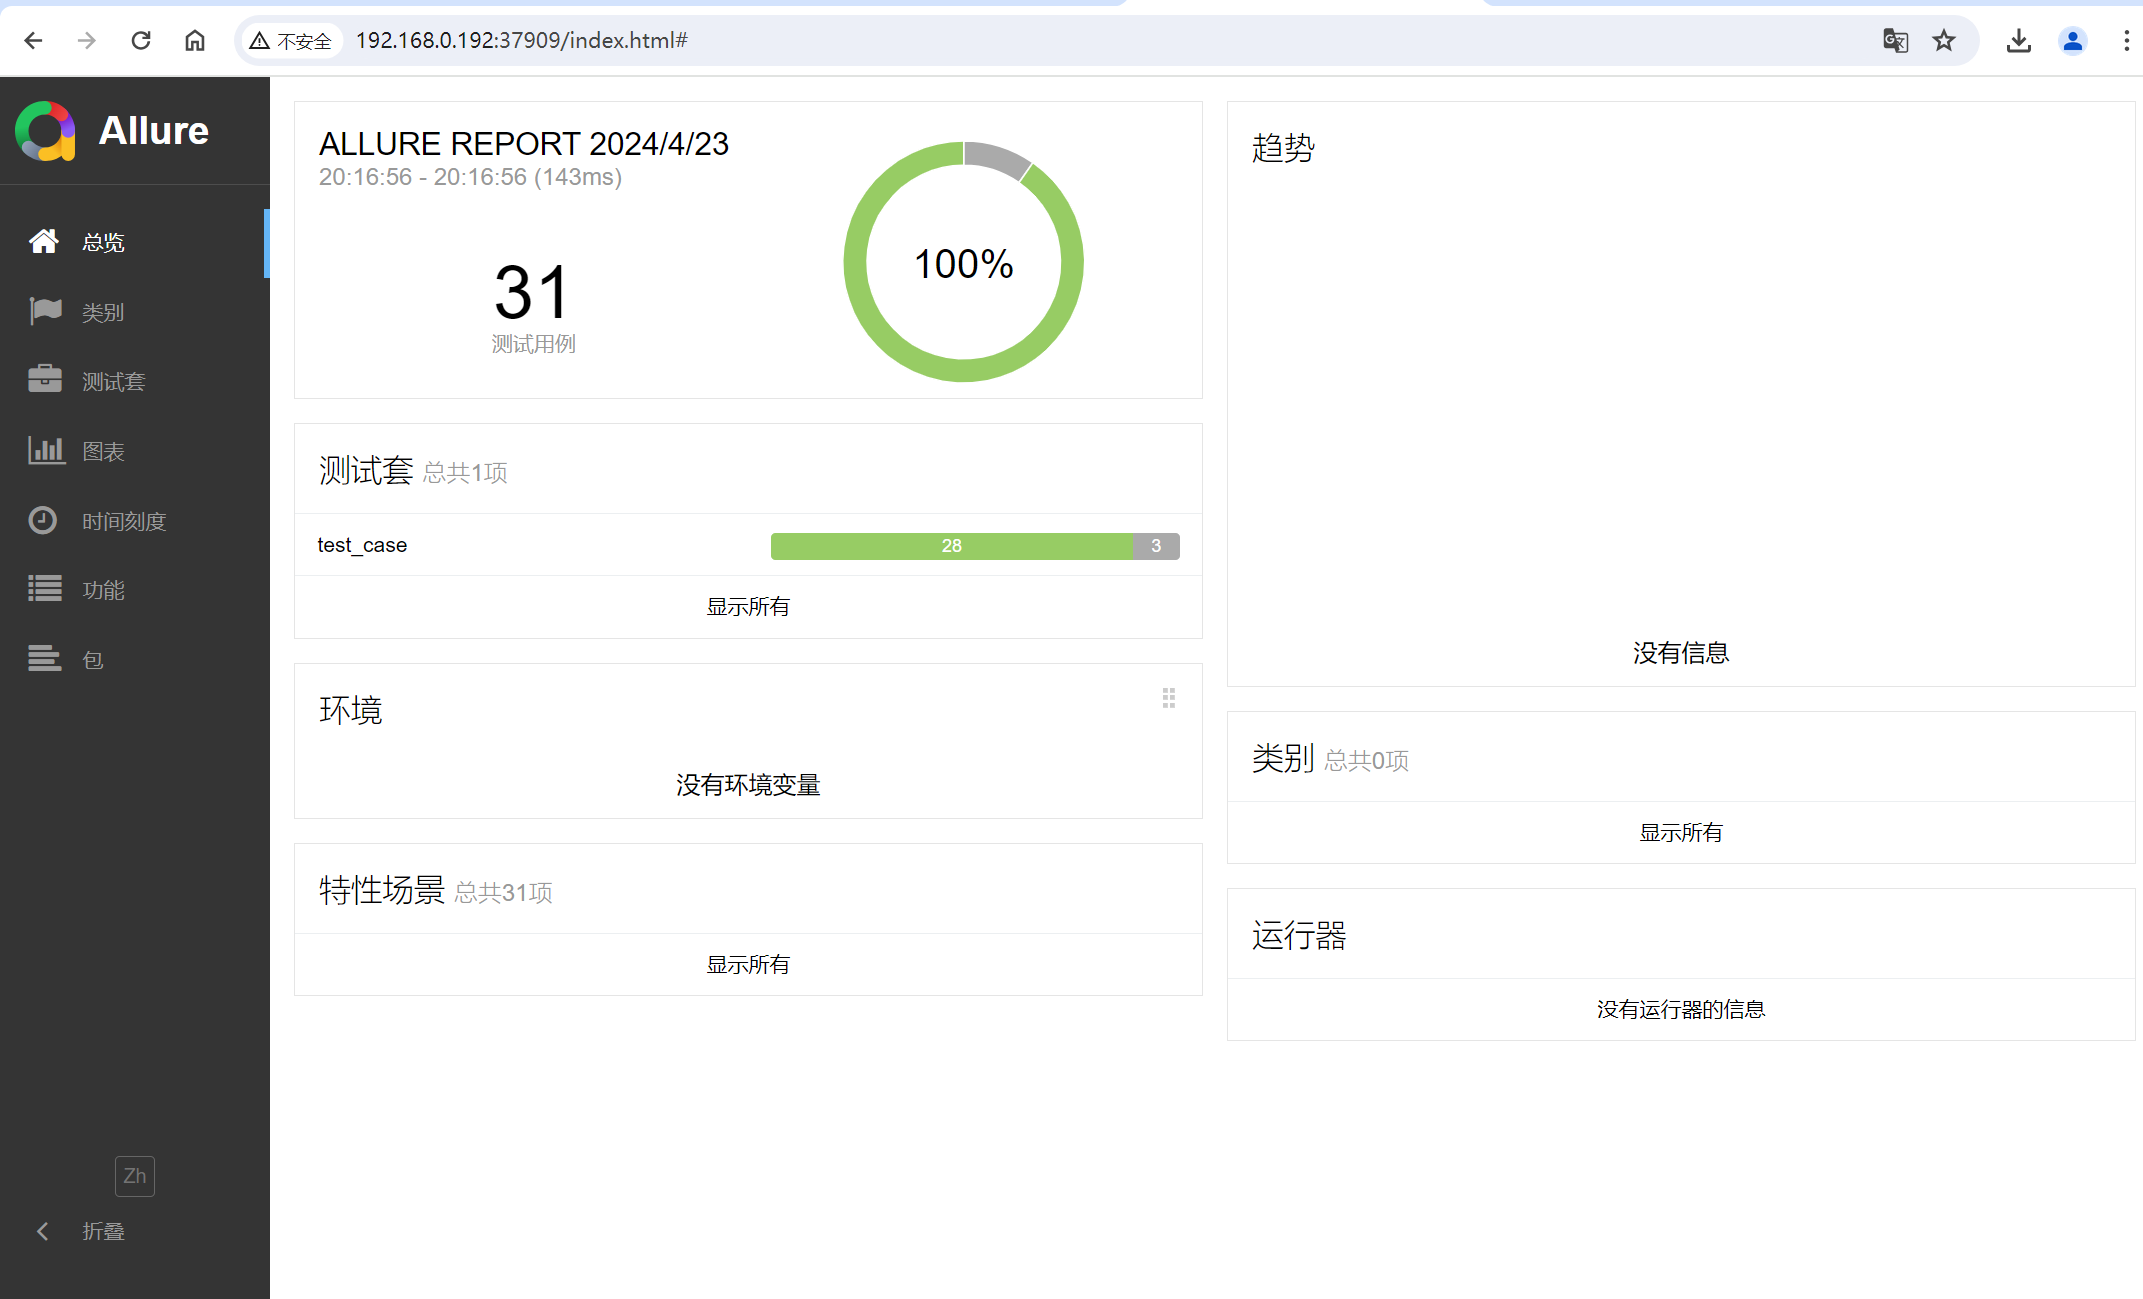 不安全
192.168.0.192:37909/index.html#
Allure
总览
类别
测试套
图表
时间刻度
功能
包
Zh
折叠
ALLURE REPORT 2024/4/23
20:16:56 - 20:16:56 (143ms)
31
测试用例
100%
测试套 总共1项
test_case 28 3
显示所有
环境
没有环境变量
特性场景 总共31项
显示所有
趋势
没有信息
类别 总共0项
显示所有
运行器
没有运行器的信息